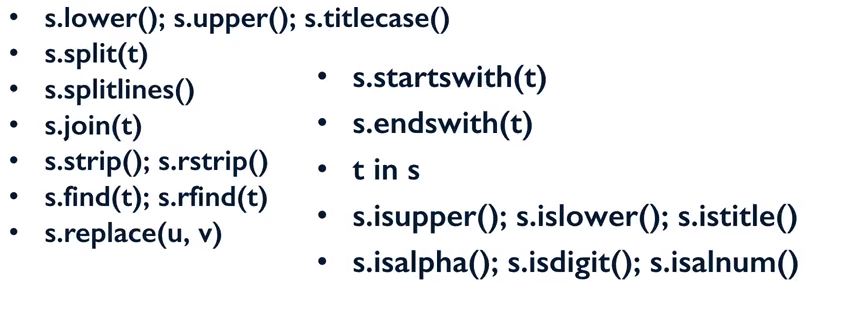 • s.lower(); s.upper(); s.titlecase()
• s.split(t)
• s.splitlines()
• s.join(t)
• s.strip(); s.rstrip()
• s.find(t); s.rfind(t)
• s.replace(u, v)
• s.startswith(t)
• s.endswith(t)
• t in s
• s.isupper(); s.islower(); s.istitle()
• s.isalpha(); s.isdigit(); s.isalnum()